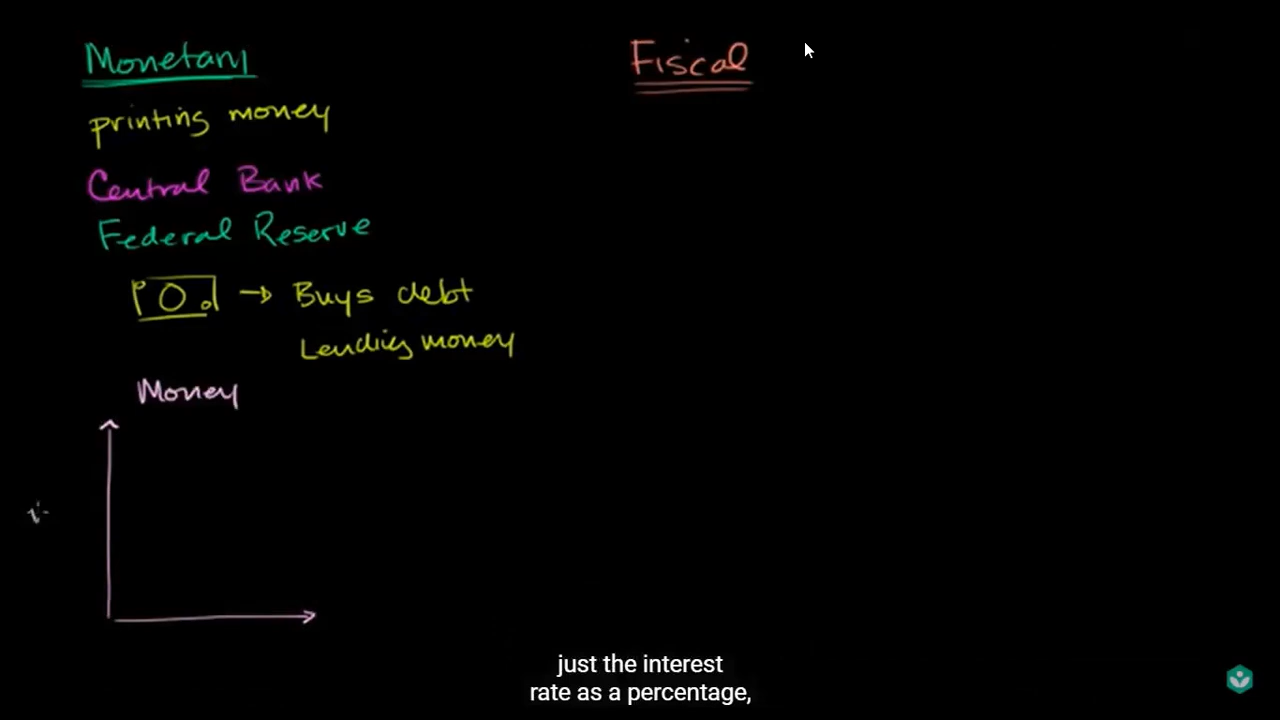 Monetary
Fiscal
printing money
Central Bank
Federal Reserve
→ Buys debt
Lending money
Money
i
just the interest
rate as a percentage,